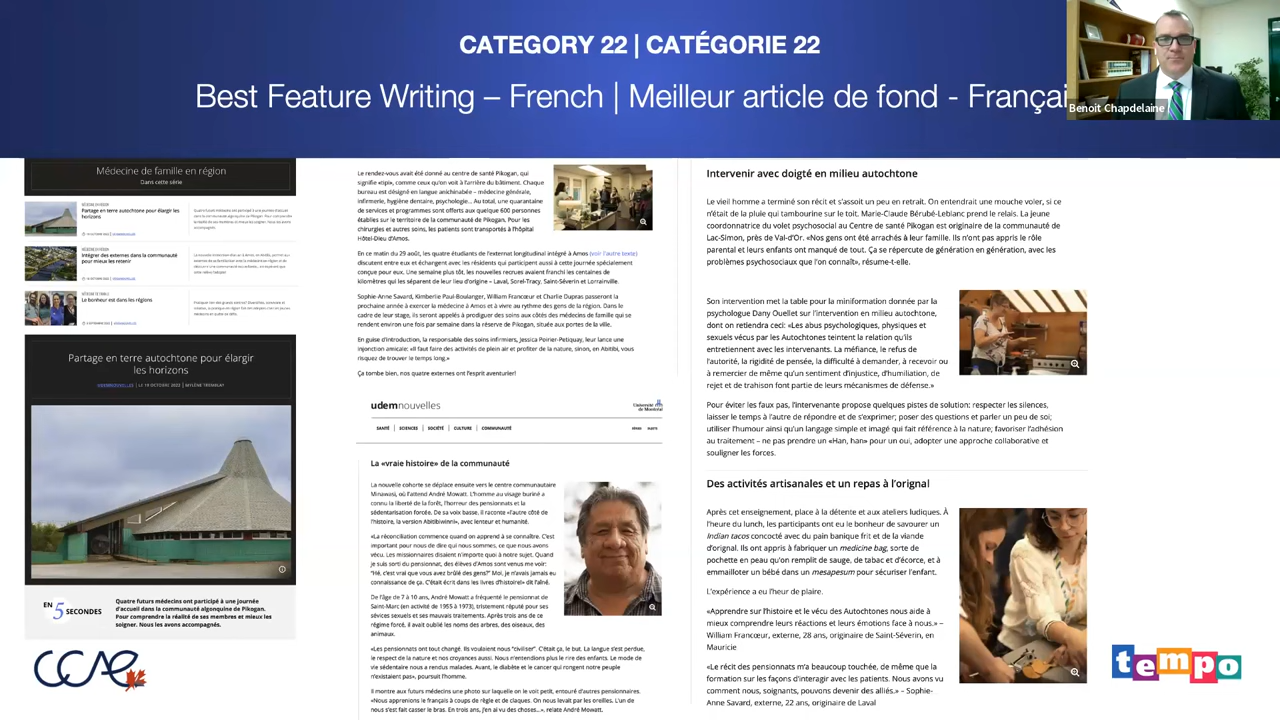 CATEGORY 22 | CATÉGORIE 22
Best Feature Writing – French | Meilleur article de fond - Françai
Benoit Chapdelaine
Médecine de famille en région
Dans cette série
Partage en terre autochtone pour élargir les
horizons
Intégrer des externes dans la communauté
pour mieux les retenir
Le bonheur est dans les régions
Partage en terre autochtone pour élargir
les horizons
UDEMNOUVELLES | LE 19 OCTOBRE 2022 | MYLÈNE TREMBLAY
EN 5 SECONDES
Quatre futurs médecins ont participé à une journée
d'accueil dans la communauté algonquine de Pikogan.
Pour comprendre la réalité de ses membres et mieux les
soigner. Nous les avons accompagnés.
CCAE
Le rendez-vous avait été donné au centre de santé Pikogan, qui
signifie «tipi», comme ceux qu'on voit à l'arrière du bâtiment. Chaque
bureau est désigné en langue anichinabée – médecine générale,
infirmerie, hygiène dentaire, psychologie... Au total, une quarantaine
de services et programmes sont offerts aux quelque 600 personnes
établies sur le territoire de la communauté de Pikogan. Pour les
chirurgies et autres soins, les patients sont transportés à l'hôpital
Hôtel-Dieu d'Amos.
En ce matin du 29 août, les quatre étudiants de l'externat longitudinal intégré à Amos (voir l'autre texte)
discutent entre eux et échangent avec les résidents qui participent aussi à cette journée spécialement
conçue pour eux. Une semaine plus tôt, les nouvelles recrues avaient franchi les centaines de
kilomètres qui les séparent de leur lieu d'origine – Laval, Sorel-Tracy, Saint-Séverin et Lorrainville.
Sophie-Anne Savard, Kimberlie Paul-Boulanger, William Francœur et Charlie Dupras passeront la
prochaine année à exercer la médecine à Amos et à vivre au rythme des gens de la région. Dans le
cadre de leur stage, ils seront appelés à prodiguer des soins aux côtés des médecins de famille qui se
rendent environ une fois par semaine dans la réserve de Pikogan, située aux portes de la ville.
En guise d'introduction, la responsable des soins infirmiers, Jessica Poirier-Petiquay, leur lance une
injonction amicale: «Il faut faire des activités de plein air et profiter de la nature, sinon, en Abitibi, vous
risquez de trouver le temps long.»
Ça tombe bien, nos quatre externes ont l'esprit aventurier!
udemnouvelles
Université
de Montréal
SANTÉ | SCIENCES | SOCIÉTÉ | CULTURE | COMMUNAUTÉ
La «vraie histoire» de la communauté
La nouvelle cohorte se déplace ensuite vers le centre communautaire
Minawasi, où l'attend André Mowatt. L'homme au visage buriné a
connu la liberté de la forêt, l'horreur des pensionnats et la
sédentarisation forcée. De sa voix basse, il raconte «l'autre côté de
l'histoire, la version Abitibiwinni», avec lenteur et humanité.
«La réconciliation commence quand on apprend à se connaître. C'est
important pour nous de dire qui nous sommes, ce que nous avons
vécu. Les missionnaires disaient n'importe quoi à notre sujet. Quand
je suis sorti du pensionnat, des élèves d'Amos sont venus me voir:
"Hé, c'est vrai que vous avez brûlé des gens?" Moi, je n'avais jamais eu
connaissance de ça. C'était écrit dans les livres d'histoire!» dit l'aîné.
De l'âge de 7 à 10 ans, André Mowatt a fréquenté le pensionnat de
Saint-Marc (en activité de 1955 à 1973), tristement réputé pour ses
sévices sexuels et ses mauvais traitements. Après trois ans de ce
régime forcé, il avait oublié les noms des arbres, des oiseaux, des
animaux.
«Les pensionnats ont tout changé. Ils voulaient nous "civiliser". C'était ça, le but. La langue s'est perdue,
le respect de la nature et nos croyances aussi. Nous n'entendions plus le rire des enfants. Le mode de
vie sédentaire nous a rendus malades. Avant, le diabète et le cancer qui rongent notre peuple
n'existaient pas», poursuit l'homme.
Il montre aux futurs médecins une photo sur laquelle on le voit petit, entouré d'autres pensionnaires.
«Nous apprenions le français à coups de règle et de claques. On nous levait par les oreilles. L'un de
nous s'est fait casser le bras. En trois ans, j'en ai vu des choses...», relate André Mowatt.
Intervenir avec doigté en milieu autochtone
Le vieil homme a terminé son récit et s'assoit un peu en retrait. On entendrait une mouche voler, si ce
n'était de la pluie qui tambourine sur le toit. Marie-Claude Bérubé-Leblanc prend le relais. La jeune
coordonnatrice du volet psychosocial au Centre de santé Pikogan est originaire de la communauté de
Lac-Simon, près de Val-d'Or. «Nos gens ont été arrachés à leur famille. Ils n'ont pas appris le rôle
parental et leurs enfants ont manqué de tout. Ça se répercute de génération en génération, avec les
problèmes psychosociaux que l'on connaît», résume-t-elle.
Son intervention met la table pour la miniformation donnée par la
psychologue Dany Ouellet sur l'intervention en milieu autochtone,
dont on retiendra ceci: «Les abus psychologiques, physiques et
sexuels vécus par les Autochtones teintent la relation qu'ils
entretiennent avec les intervenants. La méfiance, le refus de
l'autorité, la rigidité de pensée, la difficulté à demander, à recevoir ou
à remercier de même qu'un sentiment d'injustice, d'humiliation, de
rejet et de trahison font partie de leurs mécanismes de défense.»
Pour éviter les faux pas, l'intervenante propose quelques pistes de solution: respecter les silences,
laisser le temps à l'autre de répondre et de s'exprimer; poser des questions et parler un peu de soi;
utiliser l'humour ainsi qu'un langage simple et imagé qui fait référence à la nature; favoriser l'adhésion
au traitement – ne pas prendre un «Han, han» pour un oui, adopter une approche collaborative et
souligner les forces.
Des activités artisanales et un repas à l'orignal
Après cet enseignement, place à la détente et aux ateliers ludiques. À
l'heure du lunch, les participants ont eu le bonheur de savourer un
Indian tacos concocté avec du pain banique frit et de la viande
d'orignal. Ils ont appris à fabriquer un medicine bag, sorte de
pochette en peau qu'on remplit de sauge, de tabac et d'écorce, et à
emmailloter un bébé dans un mesapesum pour sécuriser l'enfant.
L'expérience a eu l'heur de plaire.
«Apprendre sur l'histoire et le vécu des Autochtones nous aide à
mieux comprendre leurs réactions et leurs émotions face à nous.» –
William Francœur, externe, 28 ans, originaire de Saint-Séverin, en
Mauricie
«Le récit des pensionnats m'a beaucoup touchée, de même que la
formation sur les façons d'interagir avec les patients. Nous avons vu
comment nous, soignants, pouvons devenir des alliés.» – Sophie-
Anne Savard, externe, 22 ans, originaire de Laval
tempo